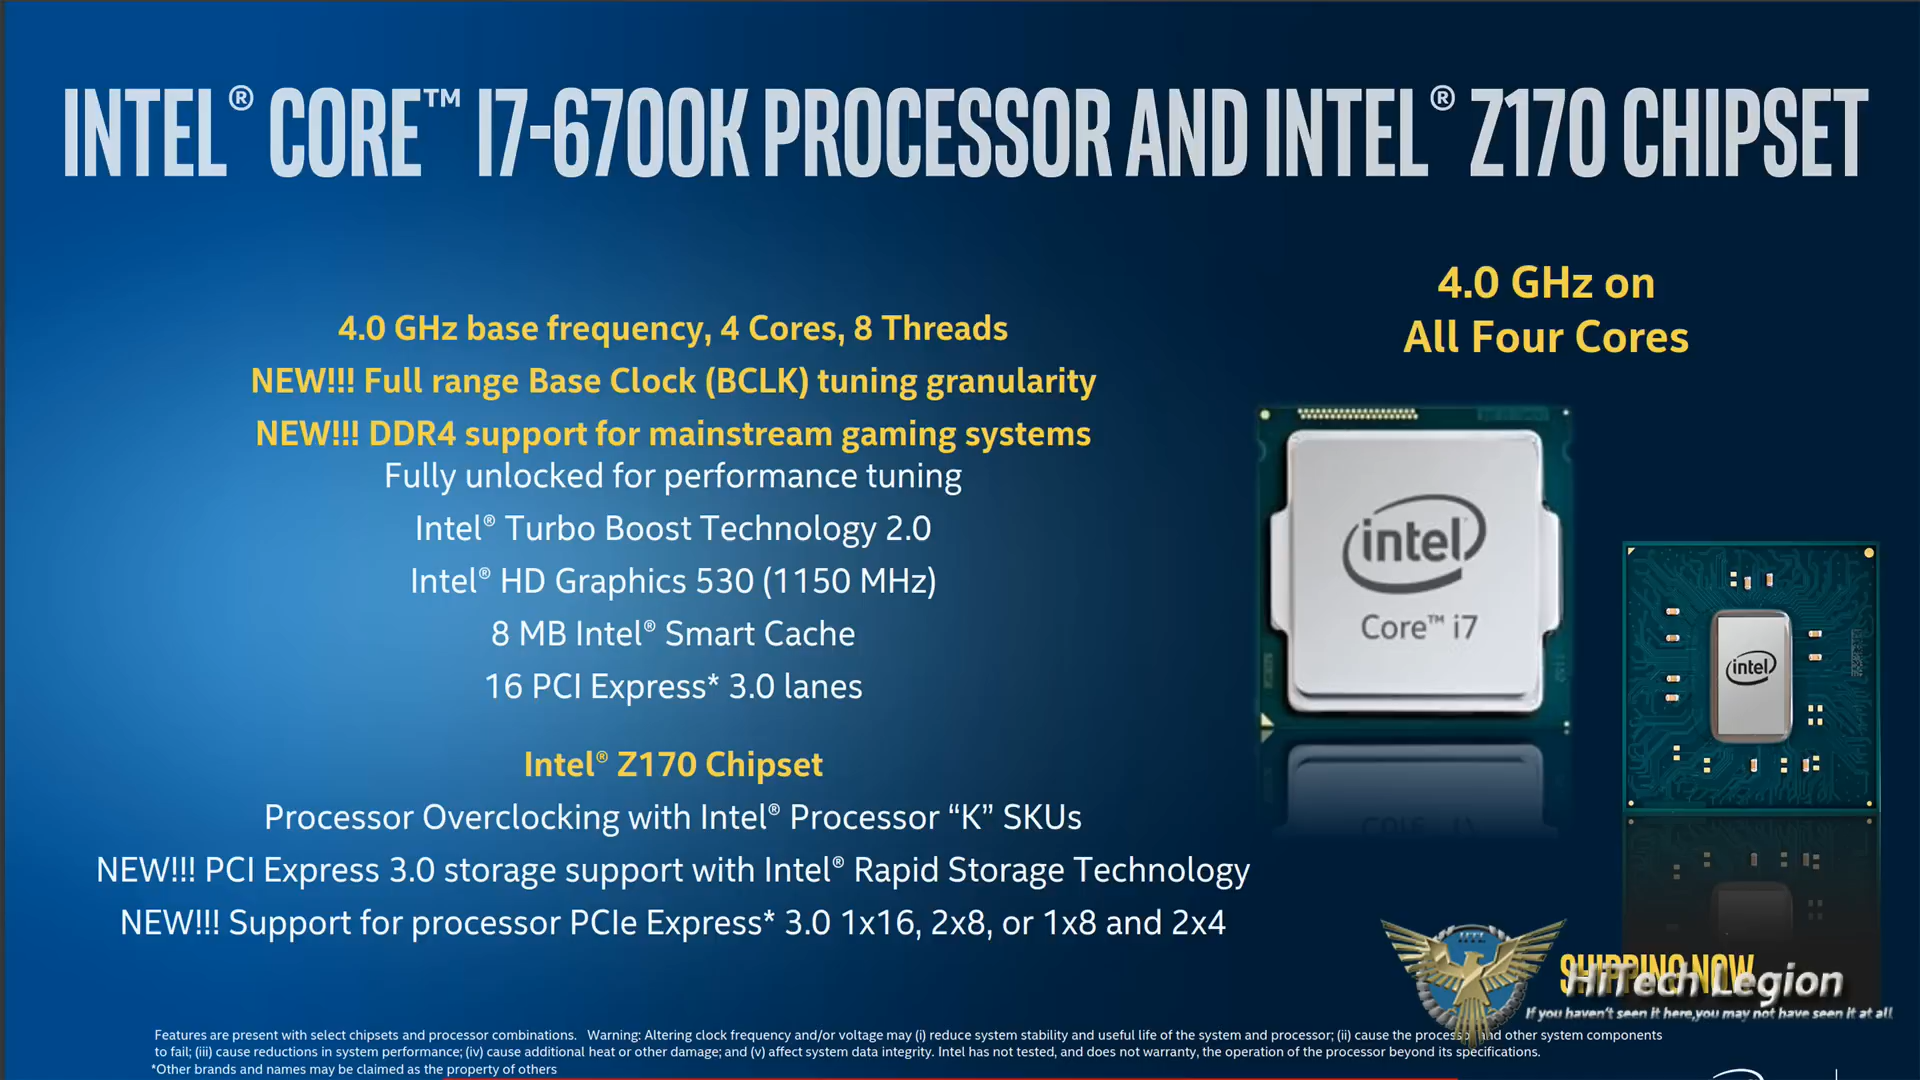 INTEL® CORE™ I7-6700K PROCESSOR AND INTEL® Z170 CHIPSET
4.0 GHz on
All Four Cores
4.0 GHz base frequency, 4 Cores, 8 Threads
NEW!!! Full range Base Clock (BCLK) tuning granularity
NEW!!! DDR4 support for mainstream gaming systems
Fully unlocked for performance tuning
Intel® Turbo Boost Technology 2.0
Intel® HD Graphics 530 (1150 MHz)
8 MB Intel® Smart Cache
16 PCI Express* 3.0 lanes
intel
Core™ i7
intel
Intel® Z170 Chipset
Processor Overclocking with Intel® Processor “K” SKUs
NEW!!! PCI Express 3.0 storage support with Intel® Rapid Storage Technology
NEW!!! Support for processor PCIe Express* 3.0 1x16, 2x8, or 1x8 and 2x4
SHIPPING NOW
HiTech Legion
If you haven't seen it here,you may not have seen it at all
Features are present with select chipsets and processor combinations. Warning: Altering clock frequency and/or voltage may (i) reduce system stability and useful life of the system and processor; (ii) cause the processor and other system components
to fail; (iii) cause reductions in system performance; (iv) cause additional heat or other damage; and (v) affect system data integrity. Intel has not tested, and does not warranty, the operation of the processor beyond its specifications.
*Other brands and names may be claimed as the property of others